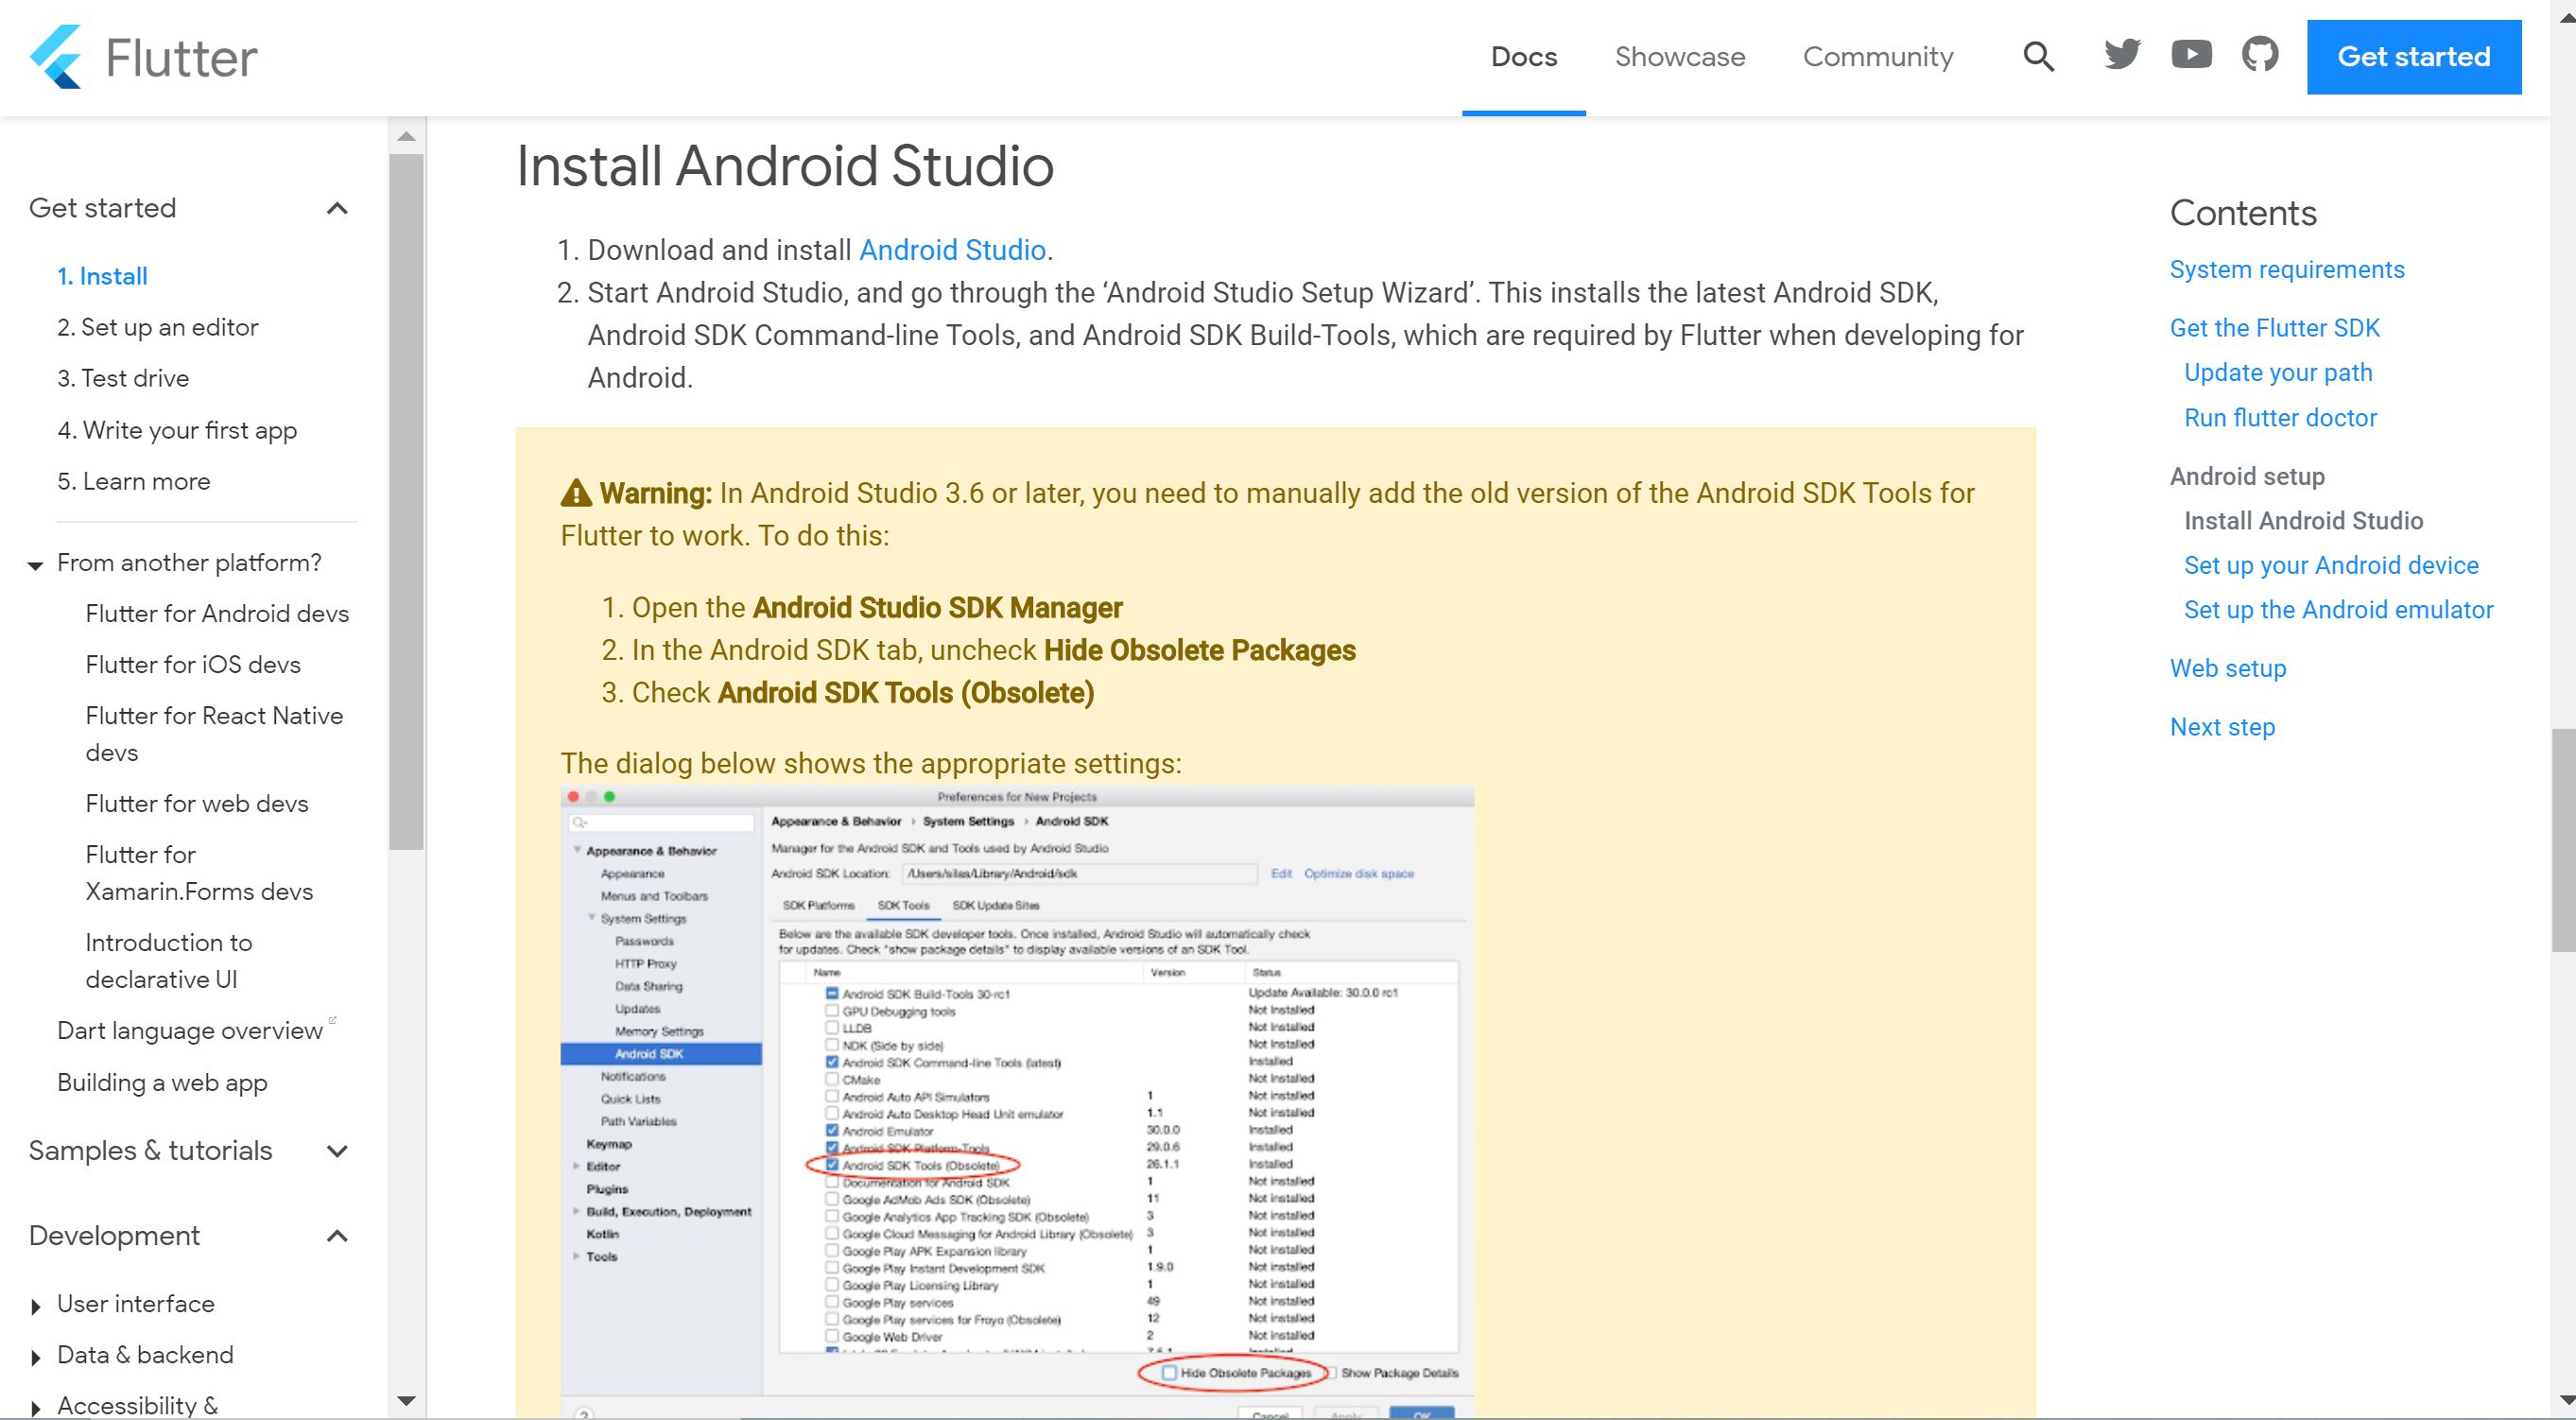 Flutter
Docs
Showcase
Community
Get started
Get started
1. Install
2. Set up an editor
3. Test drive
4. Write your first app
5. Learn more
From another platform?
Flutter for Android devs
Flutter for iOS devs
Flutter for React Native
devs
Flutter for web devs
Flutter for
Xamarin.Forms devs
Introduction to
declarative UI
Dart language overview
Building a web app
Samples & tutorials
Development
User interface
Data & backend
Accessibility &
Install Android Studio
1. Download and install Android Studio.
2. Start Android Studio, and go through the ‘Android Studio Setup Wizard’. This installs the latest Android SDK,
Android SDK Command-line Tools, and Android SDK Build-Tools, which are required by Flutter when developing for
Android.
Warning: In Android Studio 3.6 or later, you need to manually add the old version of the Android SDK Tools for
Flutter to work. To do this:
1. Open the Android Studio SDK Manager
2. In the Android SDK tab, uncheck Hide Obsolete Packages
3. Check Android SDK Tools (Obsolete)
The dialog below shows the appropriate settings:
Preferences for New Projects
Appearance & Behavior
Appearance
Menus and Toolbars
System Settings
Passwords
HTTP Proxy
Data Sharing
Updates
Memory Settings
Android SDK
Notifications
Quick Lists
Path Variables
Keymap
Editor
Plugins
Build, Execution, Deployment
Kotlin
Tools
Appearance & Behavior › System Settings › Android SDK
Manager for the Android SDK and Tools used by Android Studio
Android SDK Location: /Users/silas/Library/Android/sdk Edit Optimize disk space
SDK Platforms SDK Tools SDK Update Sites
Below are the available SDK developer tools. Once installed, Android Studio will automatically check
for updates. Check "show package details" to display available versions of an SDK Tool.
Name Version Status
Android SDK Build-Tools 30-rc1 Update Available: 30.0.0 rc1
GPU Debugging tools Not Installed
LLDB Not Installed
NDK (Side by side) Not Installed
Android SDK Command-line Tools (latest) Installed
CMake Not Installed
Android Auto API Simulators 1 Not installed
Android Auto Desktop Head Unit emulator 1.1 Not installed
Android Emulator 30.0.0 Installed
Android SDK Platform-Tools 29.0.6 Installed
Android SDK Tools (Obsolete) 26.1.1 Installed
Documentation for Android SDK 1 Not installed
Google AdMob Ads SDK (Obsolete) 11 Not installed
Google Analytics App Tracking SDK (Obsolete) 3 Not installed
Google Cloud Messaging for Android Library (Obsolete) 3 Not installed
Google Play APK Expansion library 1 Not installed
Google Play Instant Development SDK 1.9.0 Not installed
Google Play Licensing Library 1 Not installed
Google Play services 49 Not installed
Google Play services for Froyo (Obsolete) 12 Not installed
Google Web Driver 2 Not installed
Hide Obsolete Packages Show Package Details
?
Cancel Apply OK
Contents
System requirements
Get the Flutter SDK
Update your path
Run flutter doctor
Android setup
Install Android Studio
Set up your Android device
Set up the Android emulator
Web setup
Next step